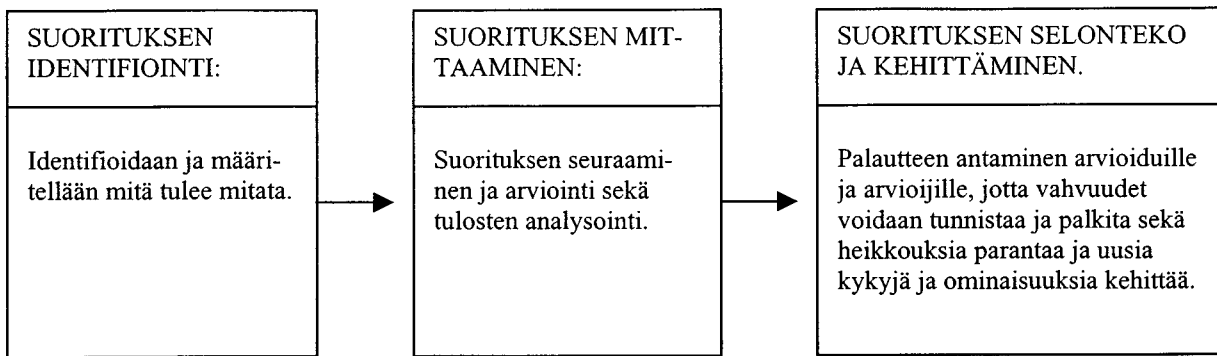 SUORITUKSEN
IDENTIFIOINTI:
Identifioidaan ja määri-
tellään mitä tulee mitata.
SUORITUKSEN MIT-
TAAMINEN:
Suorituksen seuraami-
nen ja arviointi sekä
tulosten analysointi.
SUORITUKSEN SELONTEKO
JA KEHITTÄMINEN.
Palautteen antaminen arvioiduille
ja arvioijille, jotta vahvuudet
voidaan tunnistaa ja palkita sekä
heikkouksia parantaa ja uusia
kykyjä ja ominaisuuksia kehittää.